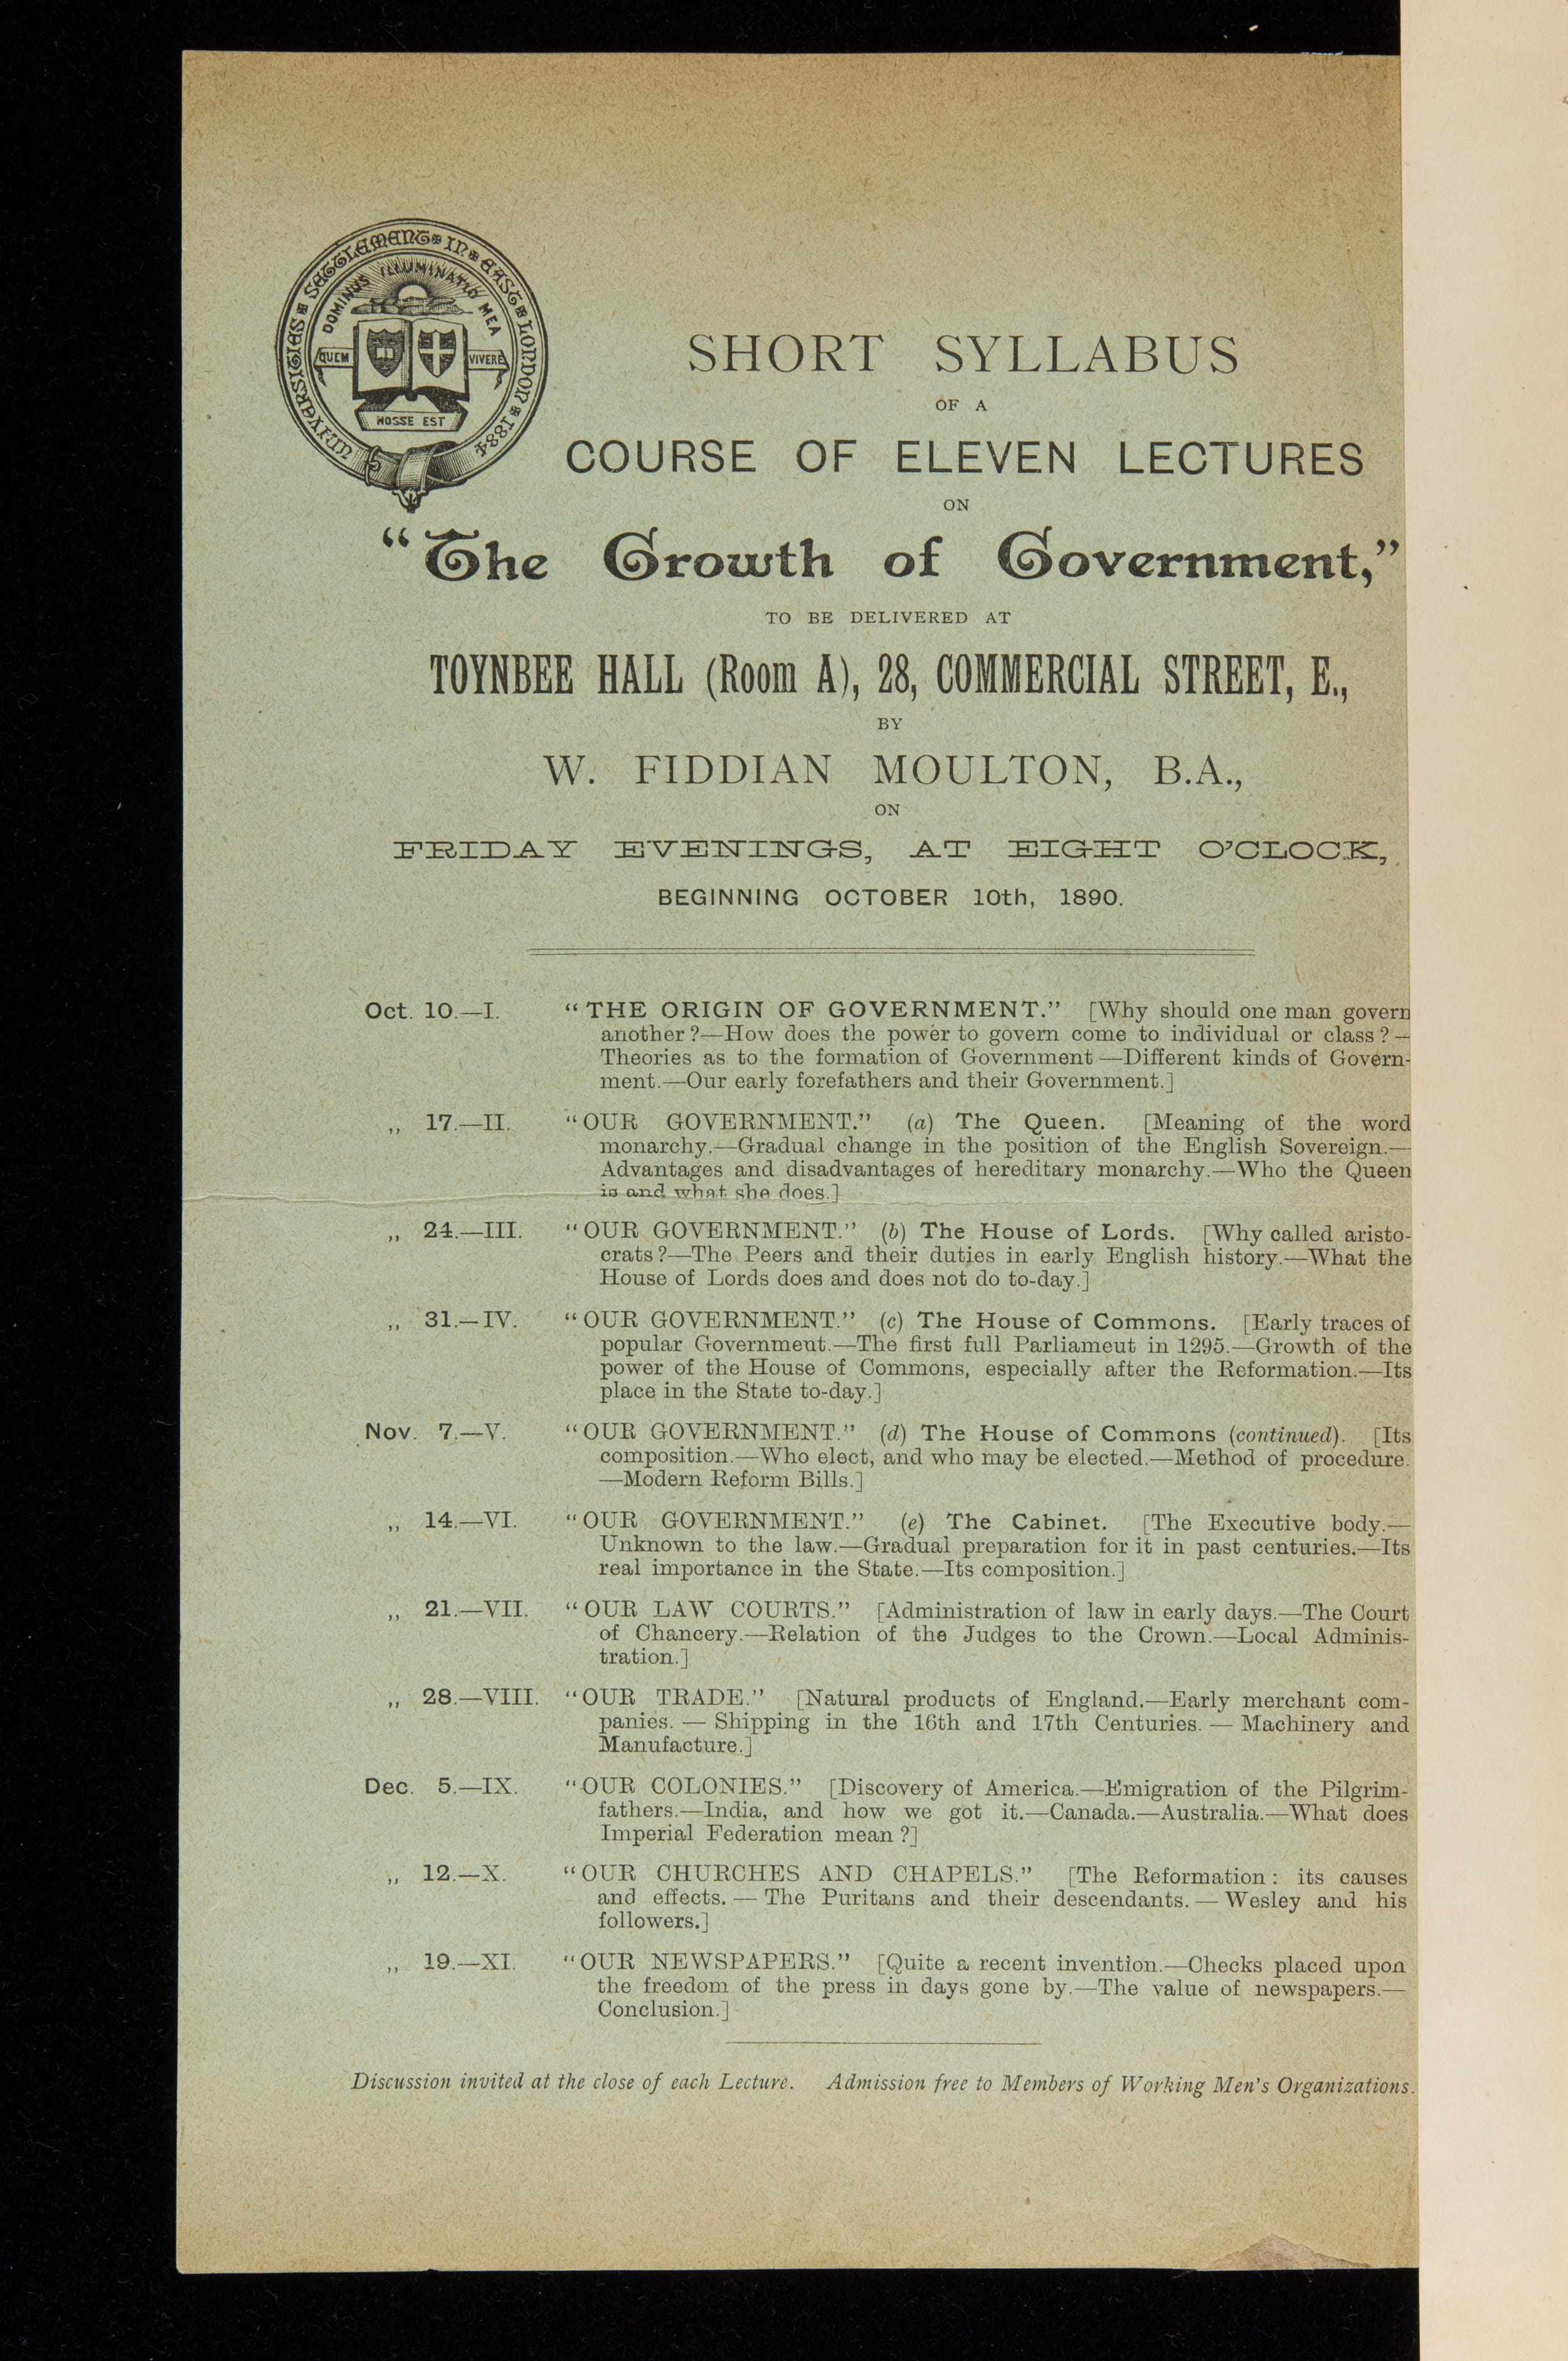 UNIVERSITIES SETTLEMENT IN EAST LONDON 1884
DOMINUS ILLUMINATIO MEA
QUEM VIVERE
NOSSE EST
SHORT SYLLABUS
OF A
COURSE OF ELEVEN LECTURES
ON
“The Growth of Government,”
TO BE DELIVERED AT
TOYNBEE HALL (Room A), 28, COMMERCIAL STREET, E.,
BY
W. FIDDIAN MOULTON, B.A.,
ON
FRIDAY EVENINGS, AT EIGHT O’CLOCK,
BEGINNING OCTOBER 10th, 1890.
Oct. 10.—I. “THE ORIGIN OF GOVERNMENT.” [Why should one man govern
another?—How does the power to govern come to individual or class?—
Theories as to the formation of Government—Different kinds of Govern-
ment.—Our early forefathers and their Government.]
„ 17.—II. “OUR GOVERNMENT.” (a) The Queen. [Meaning of the word
monarchy.—Gradual change in the position of the English Sovereign.—
Advantages and disadvantages of hereditary monarchy.—Who the Queen
is and what she does.]
„ 24.—III. “OUR GOVERNMENT.” (b) The House of Lords. [Why called aristo-
crats?—The Peers and their duties in early English history.—What the
House of Lords does and does not do to-day.]
„ 31.—IV. “OUR GOVERNMENT.” (c) The House of Commons. [Early traces of
popular Government.—The first full Parliameut in 1295.—Growth of the
power of the House of Commons, especially after the Reformation.—Its
place in the State to-day.]
Nov. 7.—V. “OUR GOVERNMENT.” (d) The House of Commons (continued). [Its
composition.—Who elect, and who may be elected.—Method of procedure.
—Modern Reform Bills.]
„ 14.—VI. “OUR GOVERNMENT.” (e) The Cabinet. [The Executive body.—
Unknown to the law.—Gradual preparation for it in past centuries.—Its
real importance in the State.—Its composition.]
„ 21.—VII. “OUR LAW COURTS.” [Administration of law in early days.—The Court
of Chancery.—Relation of the Judges to the Crown.—Local Adminis-
tration.]
„ 28.—VIII. “OUR TRADE.” [Natural products of England.—Early merchant com-
panies. — Shipping in the 16th and 17th Centuries. — Machinery and
Manufacture.]
Dec. 5.—IX. “OUR COLONIES.” [Discovery of America.—Emigration of the Pilgrim-
fathers.—India, and how we got it.—Canada.—Australia.—What does
Imperial Federation mean?]
„ 12.—X. “OUR CHURCHES AND CHAPELS.” [The Reformation: its causes
and effects. — The Puritans and their descendants. — Wesley and his
followers.]
„ 19.—XI. “OUR NEWSPAPERS.” [Quite a recent invention.—Checks placed upon
the freedom of the press in days gone by.—The value of newspapers.—
Conclusion.]
Discussion invited at the close of each Lecture. Admission free to Members of Working Men's Organizations.